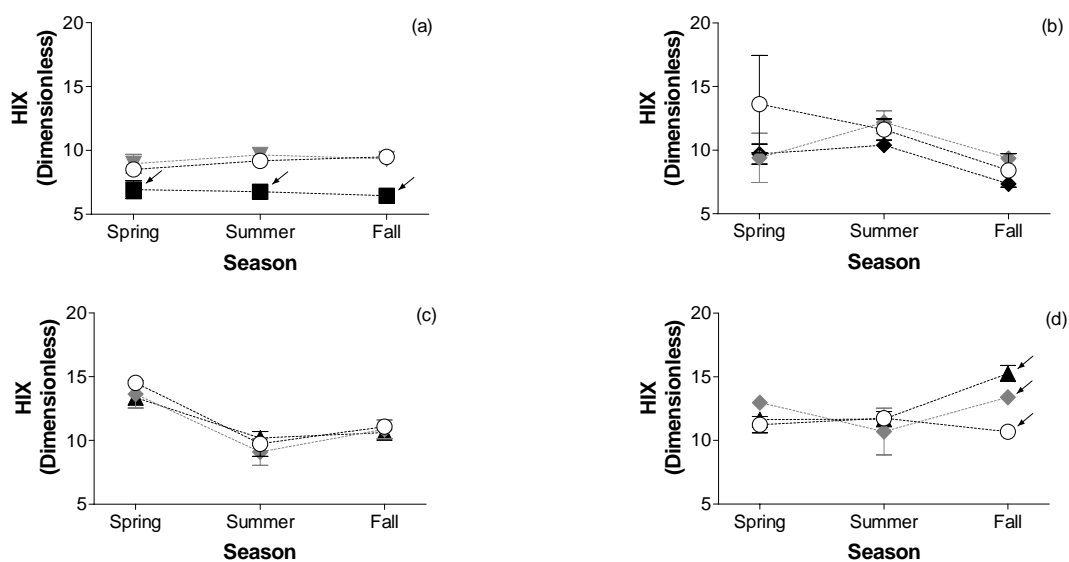 (a)
HIX
(Dimensionless)
20
15
10
5
Spring
Summer
Fall
Season
(b)
HIX
(Dimensionless)
20
15
10
5
Spring
Summer
Fall
Season
(c)
HIX
(Dimensionless)
20
15
10
5
Spring
Summer
Fall
Season
(d)
HIX
(Dimensionless)
20
15
10
5
Spring
Summer
Fall
Season